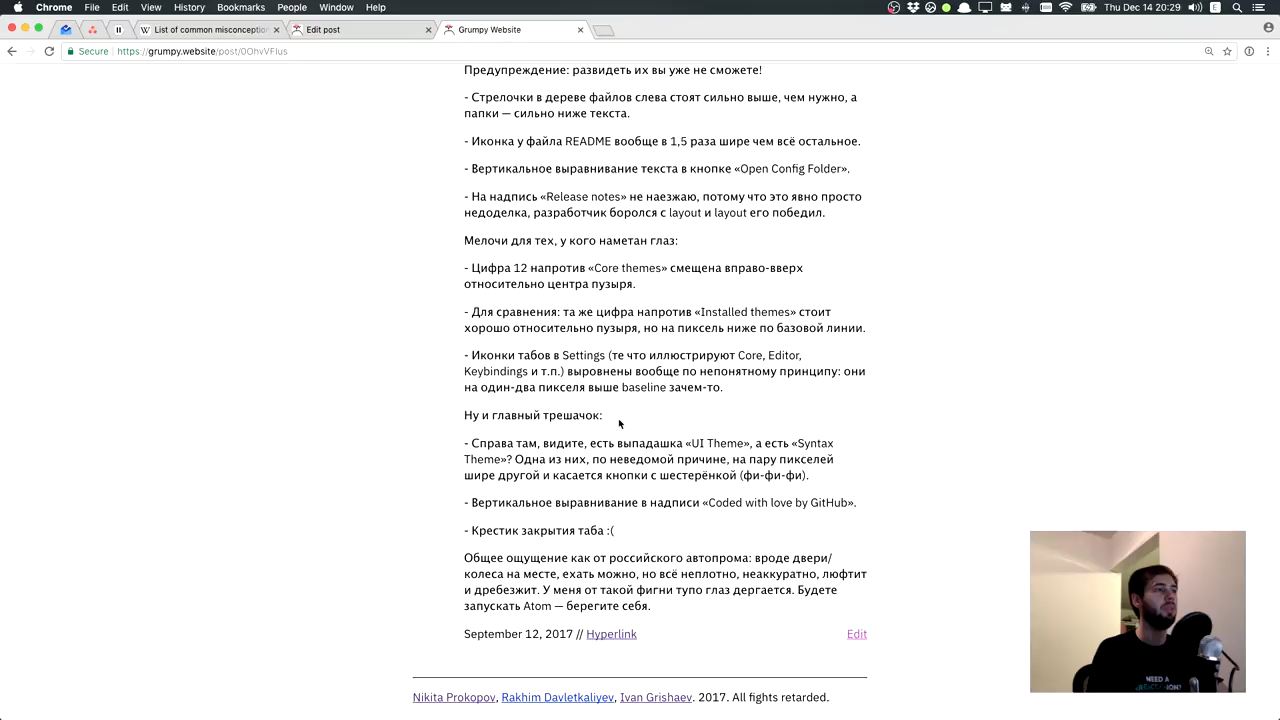 Chrome File Edit View History Bookmarks People Window Help
Thu Dec 14 20:29
List of common misconception
Edit post
Grumpy Website
Secure https://grumpy.website/post/0OhvVFIus
Предупреждение: развидеть их вы уже не сможете!
- Стрелочки в дереве файлов слева стоят сильно выше, чем нужно, а
папки — сильно ниже текста.
- Иконка у файла README вообще в 1,5 раза шире чем всё остальное.
- Вертикальное выравнивание текста в кнопке «Open Config Folder».
- На надпись «Release notes» не наезжаю, потому что это явно просто
недоделка, разработчик боролся с layout и layout его победил.
Мелочи для тех, у кого наметан глаз:
- Цифра 12 напротив «Core themes» смещена вправо-вверх
относительно центра пузыря.
- Для сравнения: та же цифра напротив «Installed themes» стоит
хорошо относительно пузыря, но на пиксель ниже по базовой линии.
- Иконки табов в Settings (те что иллюстрируют Core, Editor,
Keybindings и т.п.) выровнены вообще по непонятному принципу: они
на один-два пикселя выше baseline зачем-то.
Ну и главный трешачок:
- Справа там, видите, есть выпадашка «UI Theme», а есть «Syntax
Theme»? Одна из них, по неведомой причине, на пару пикселей
шире другой и касается кнопки с шестерёнкой (фи-фи-фи).
- Вертикальное выравнивание в надписи «Coded with love by GitHub».
- Крестик закрытия таба :(
Общее ощущение как от российского автопрома: вроде двери/
колеса на месте, ехать можно, но всё неплотно, неаккуратно, люфтит
и дребезжит. У меня от такой фигни тупо глаз дергается. Будете
запускать Atom — берегите себя.
September 12, 2017 // Hyperlink
Edit
Nikita Prokopov, Rakhim Davletkaliyev, Ivan Grishaev. 2017. All fights retarded.